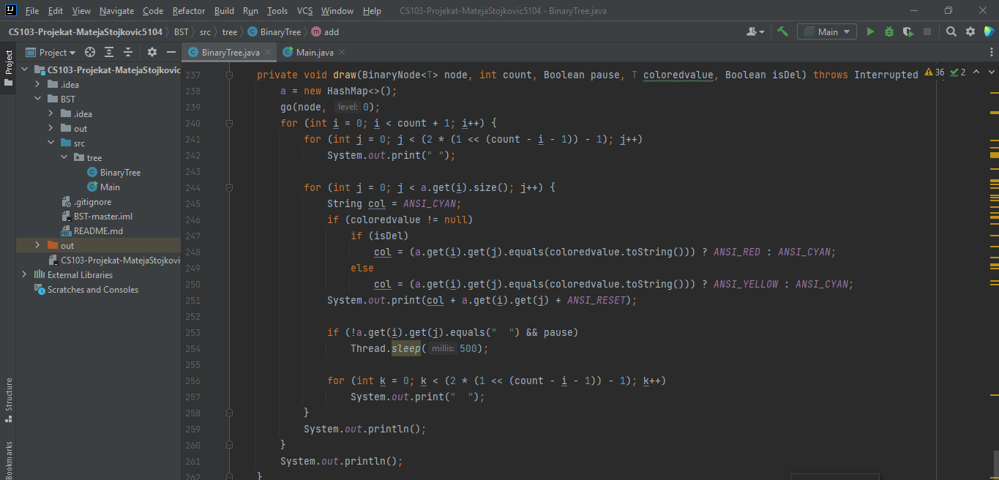 File Edit View Navigate Code Refactor Build Run Tools VCS Window Help CS103-Projekat-MatejaStojkovic5104 - BinaryTree.java
CS103-Projekat-MatejaStojkovic5104 BST src tree BinaryTree add Main
Project BinaryTree.java Main.java
Project
CS103-Projekat-MatejaStojkovic
.idea
BST
.idea
out
src
tree
BinaryTree
Main
.gitignore
BST-master.iml
README.md
out
CS103-Projekat-MatejaStojkovi
External Libraries
Scratches and Consoles
Structure
Bookmarks
36 2
237 private void draw(BinaryNode<T> node, int count, Boolean pause, T coloredvalue, Boolean isDel) throws Interrupted
238 a = new HashMap<>();
239 go(node, level: 0);
240 for (int i = 0; i < count + 1; i++) {
241 for (int j = 0; j < (2 * (1 << (count - i - 1)) - 1); j++)
242 System.out.print(" ");
243
244 for (int j = 0; j < a.get(i).size(); j++) {
245 String col = ANSI_CYAN;
246 if (coloredvalue != null)
247 if (isDel)
248 col = (a.get(i).get(j).equals(coloredvalue.toString())) ? ANSI_RED : ANSI_CYAN;
249 else
250 col = (a.get(i).get(j).equals(coloredvalue.toString())) ? ANSI_YELLOW : ANSI_CYAN;
251 System.out.print(col + a.get(i).get(j) + ANSI_RESET);
252
253 if (!a.get(i).get(j).equals("  ") && pause)
254 Thread.sleep( millis: 500);
255
256 for (int k = 0; k < (2 * (1 << (count - i - 1)) - 1); k++)
257 System.out.print("  ");
258 }
259 System.out.println();
260 }
261 System.out.println();
262 }